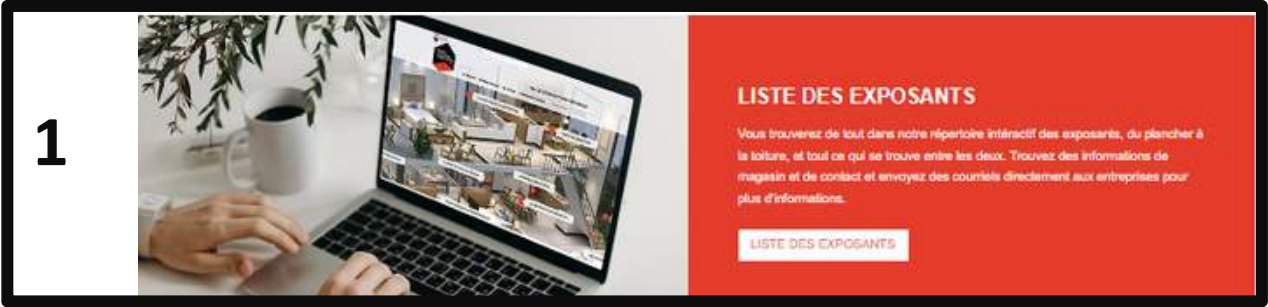 1
LISTE DES EXPOSANTS
Vous trouverez de tout dans notre répertoire intéractif des exposants, du plancher à
la toiture, et tout ce qui se trouve entre les deux. Trouvez des informations de
magasin et de contact et envoyez des courriels directement aux entreprises pour
plus d'informations.
LISTE DES EXPOSANTS